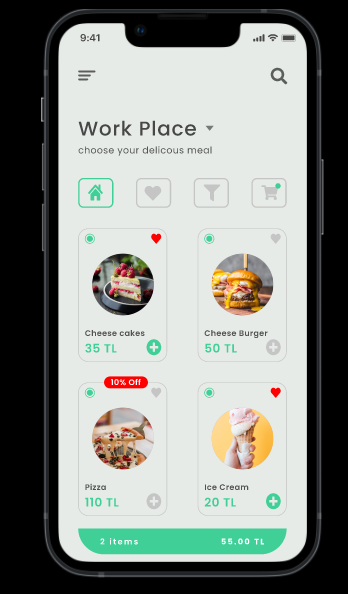 9:41
Work Place
choose your delicous meal
Cheese cakes
35 TL
Cheese Burger
50 TL
10% Off
Pizza
110 TL
Ice Cream
20 TL
2 items
55.00 TL